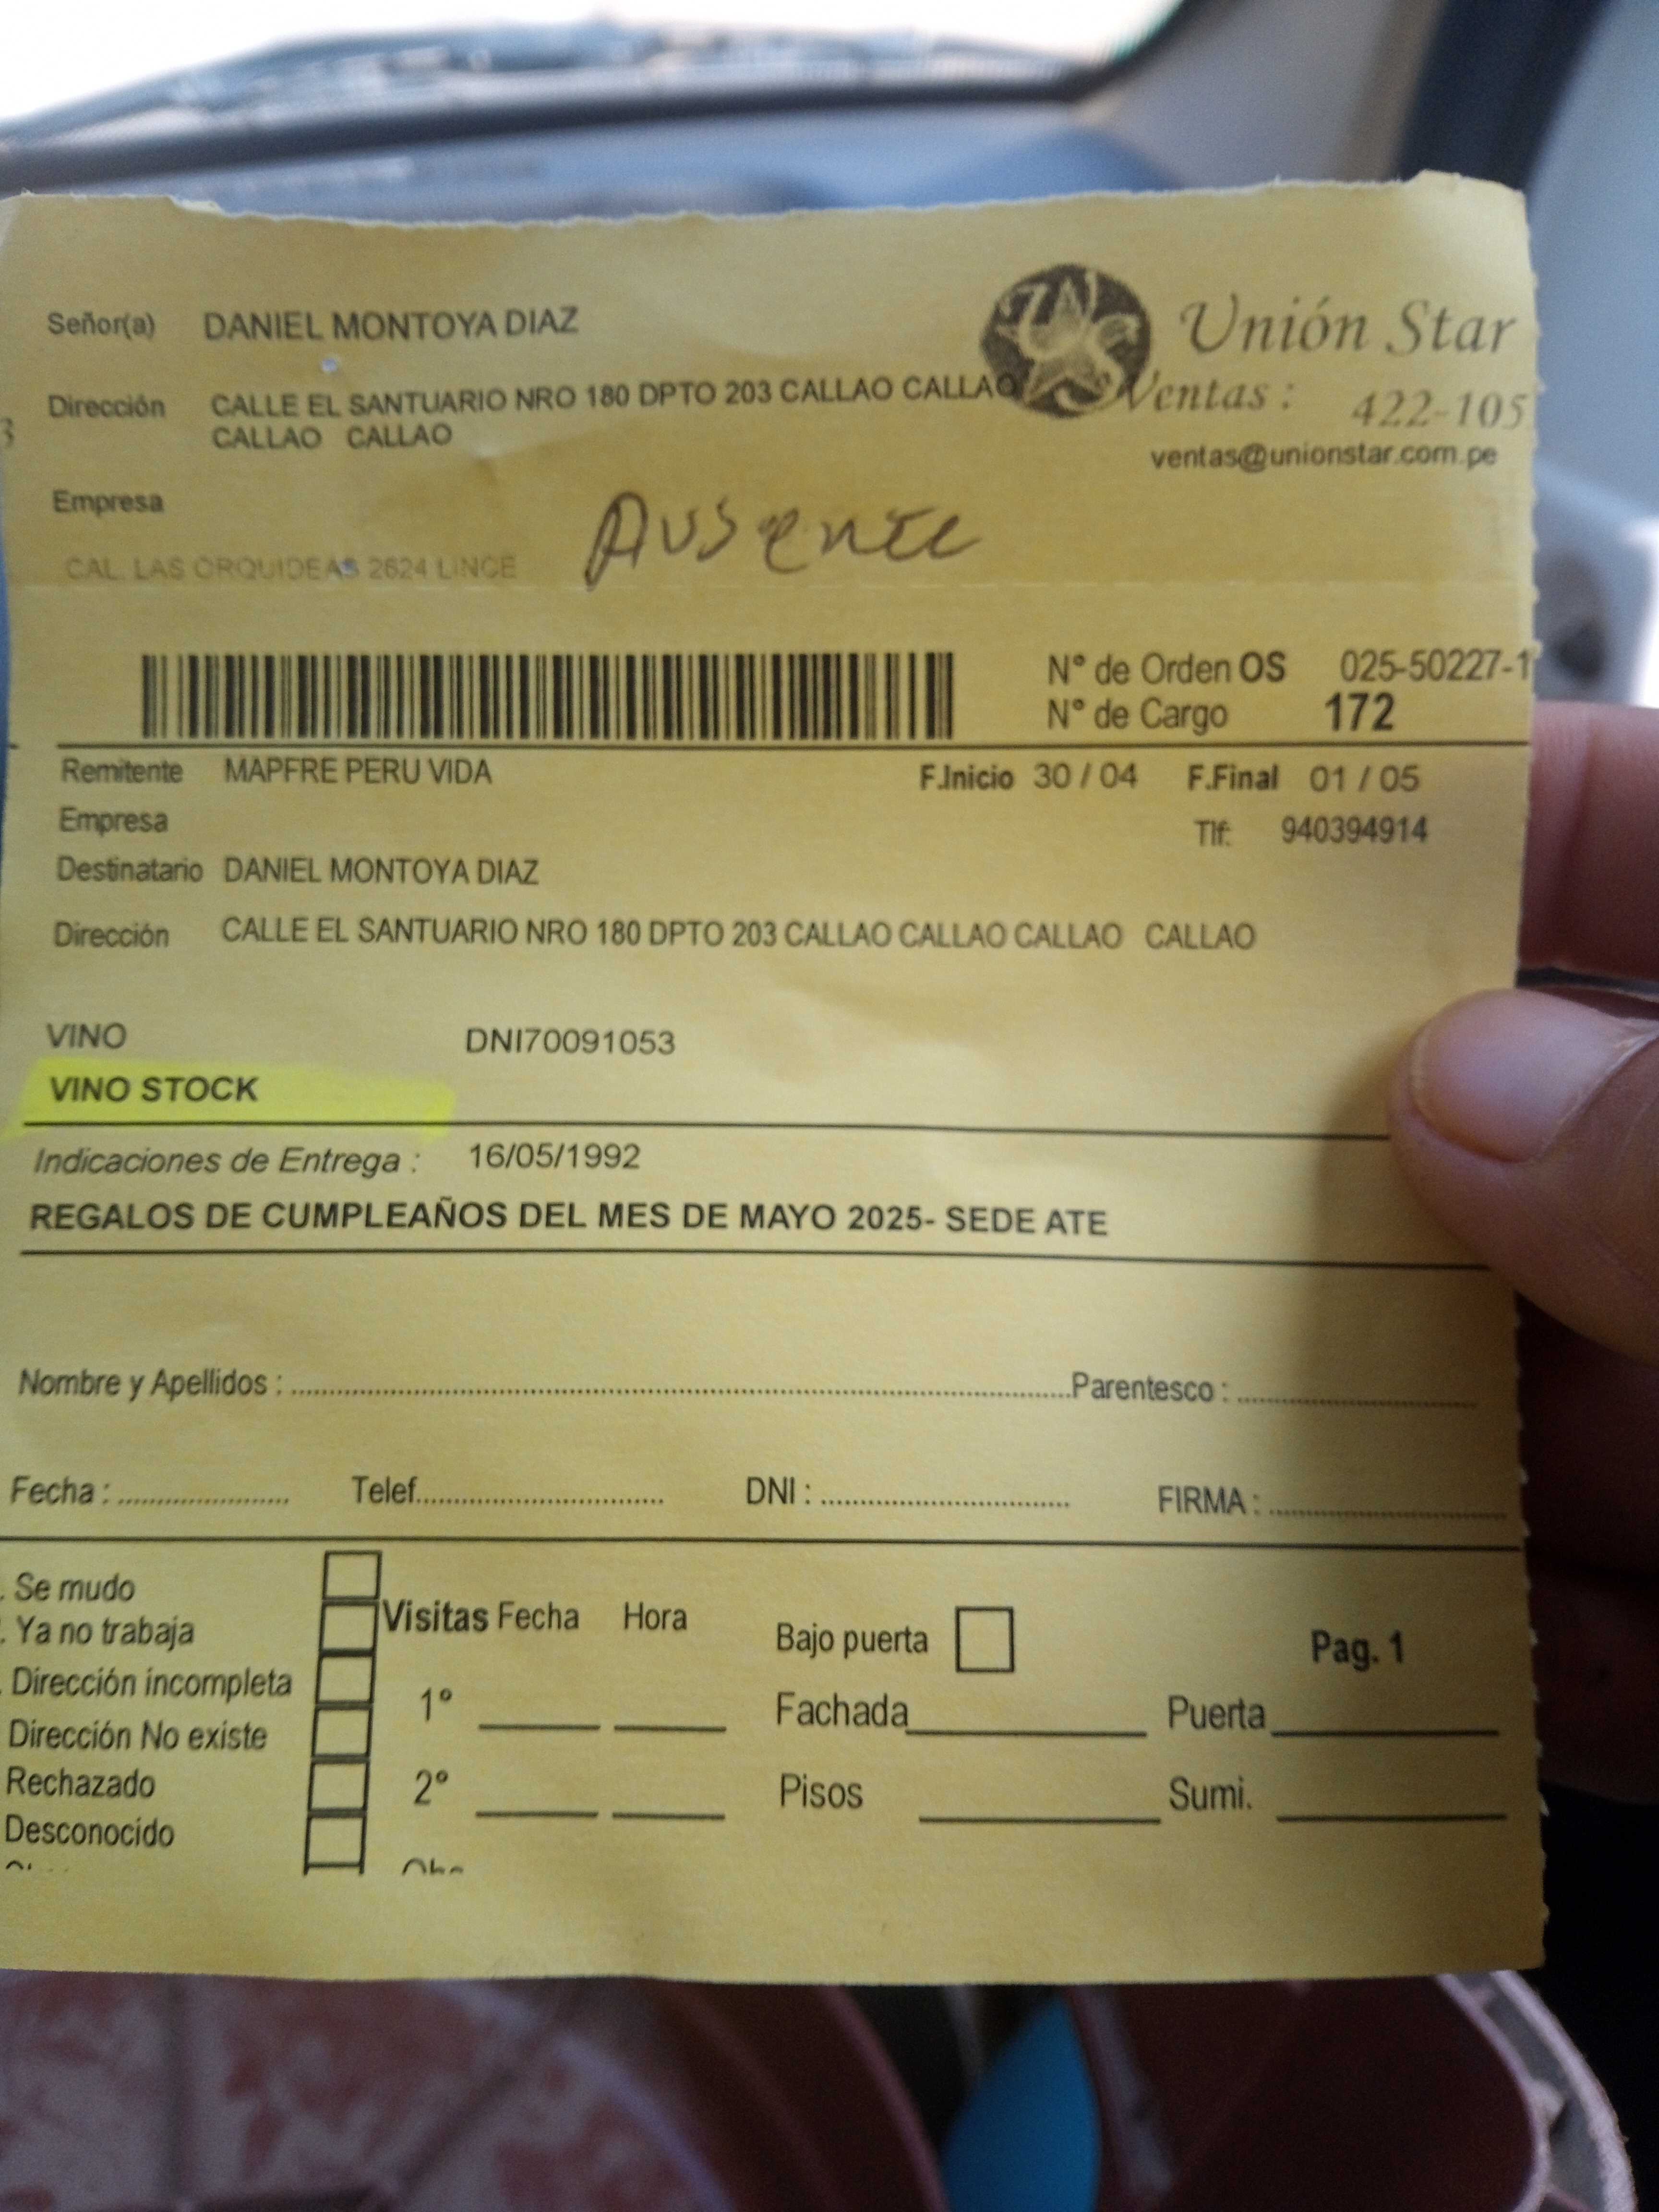 Señor(a) DANIEL MONTOYA DIAZ
Unión Star
Dirección CALLE EL SANTUARIO NRO 180 DPTO 203 CALLAO CALLAO
CALLAO CALLAO
Ventas : 422-105
ventas@unionstar.com.pe
3
Empresa
Ausente
CAL. LAS ORQUIDEAS 2624 LINCE
N° de Orden OS 025-50227-1
N° de Cargo 172
Remitente MAPFRE PERU VIDA F.Inicio 30 / 04 F.Final 01 / 05
Empresa Tlf: 940394914
Destinatario DANIEL MONTOYA DIAZ
Dirección CALLE EL SANTUARIO NRO 180 DPTO 203 CALLAO CALLAO CALLAO CALLAO
VINO DNI70091053
VINO STOCK
Indicaciones de Entrega : 16/05/1992
REGALOS DE CUMPLEAÑOS DEL MES DE MAYO 2025- SEDE ATE
Nombre y Apellidos : Parentesco :
Fecha : Telef. DNI : FIRMA :
. Se mudo
. Ya no trabaja
. Dirección incompleta
Dirección No existe
Rechazado
Desconocido
Visitas Fecha Hora
1°
2°
Bajo puerta Pag. 1
Fachada Puerta
Pisos Sumi.